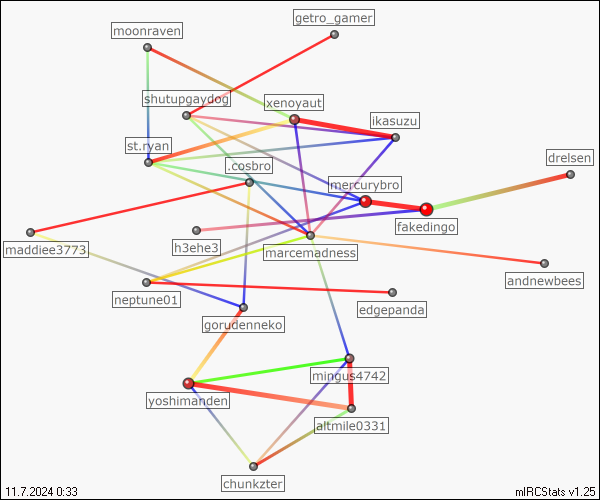 getro_gamer
moonraven
shutupgaydog
xenoyaut
ikasuzu
st.ryan
drelsen
.cosbro
mercurybro
fakedingo
h3ehe3
maddiee3773
marcemadness
andnewbees
neptune01
edgepanda
gorudenneko
mingus4742
yoshimanden
altmile0331
chunkzter
11.7.2024 0:33
mIRCStats v1.25